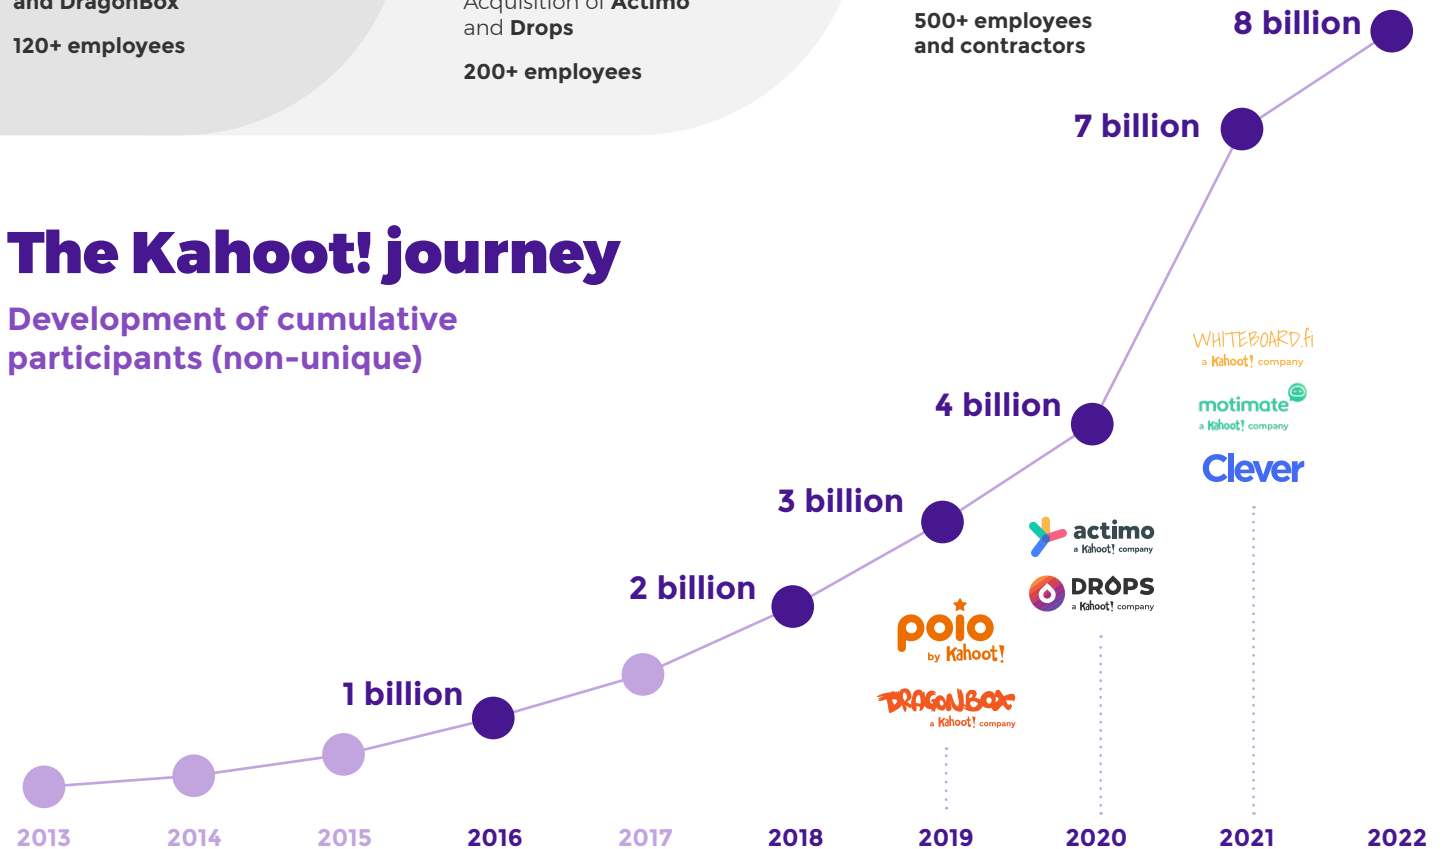 and DragonBox
120+ employees
Acquisition of Actimo
and Drops
200+ employees
500+ employees
and contractors
8 billion
7 billion
The Kahoot! journey
Development of cumulative
participants (non-unique)
WHITEBOARD.fi
a Kahoot! company
motimate
a Kahoot! company
Clever
4 billion
3 billion
actimo
a Kahoot! company
DROPS
a Kahoot! company
2 billion
poio
by Kahoot!
DRAGONBOX
a Kahoot! company
1 billion
2013 2014 2015 2016 2017 2018 2019 2020 2021 2022